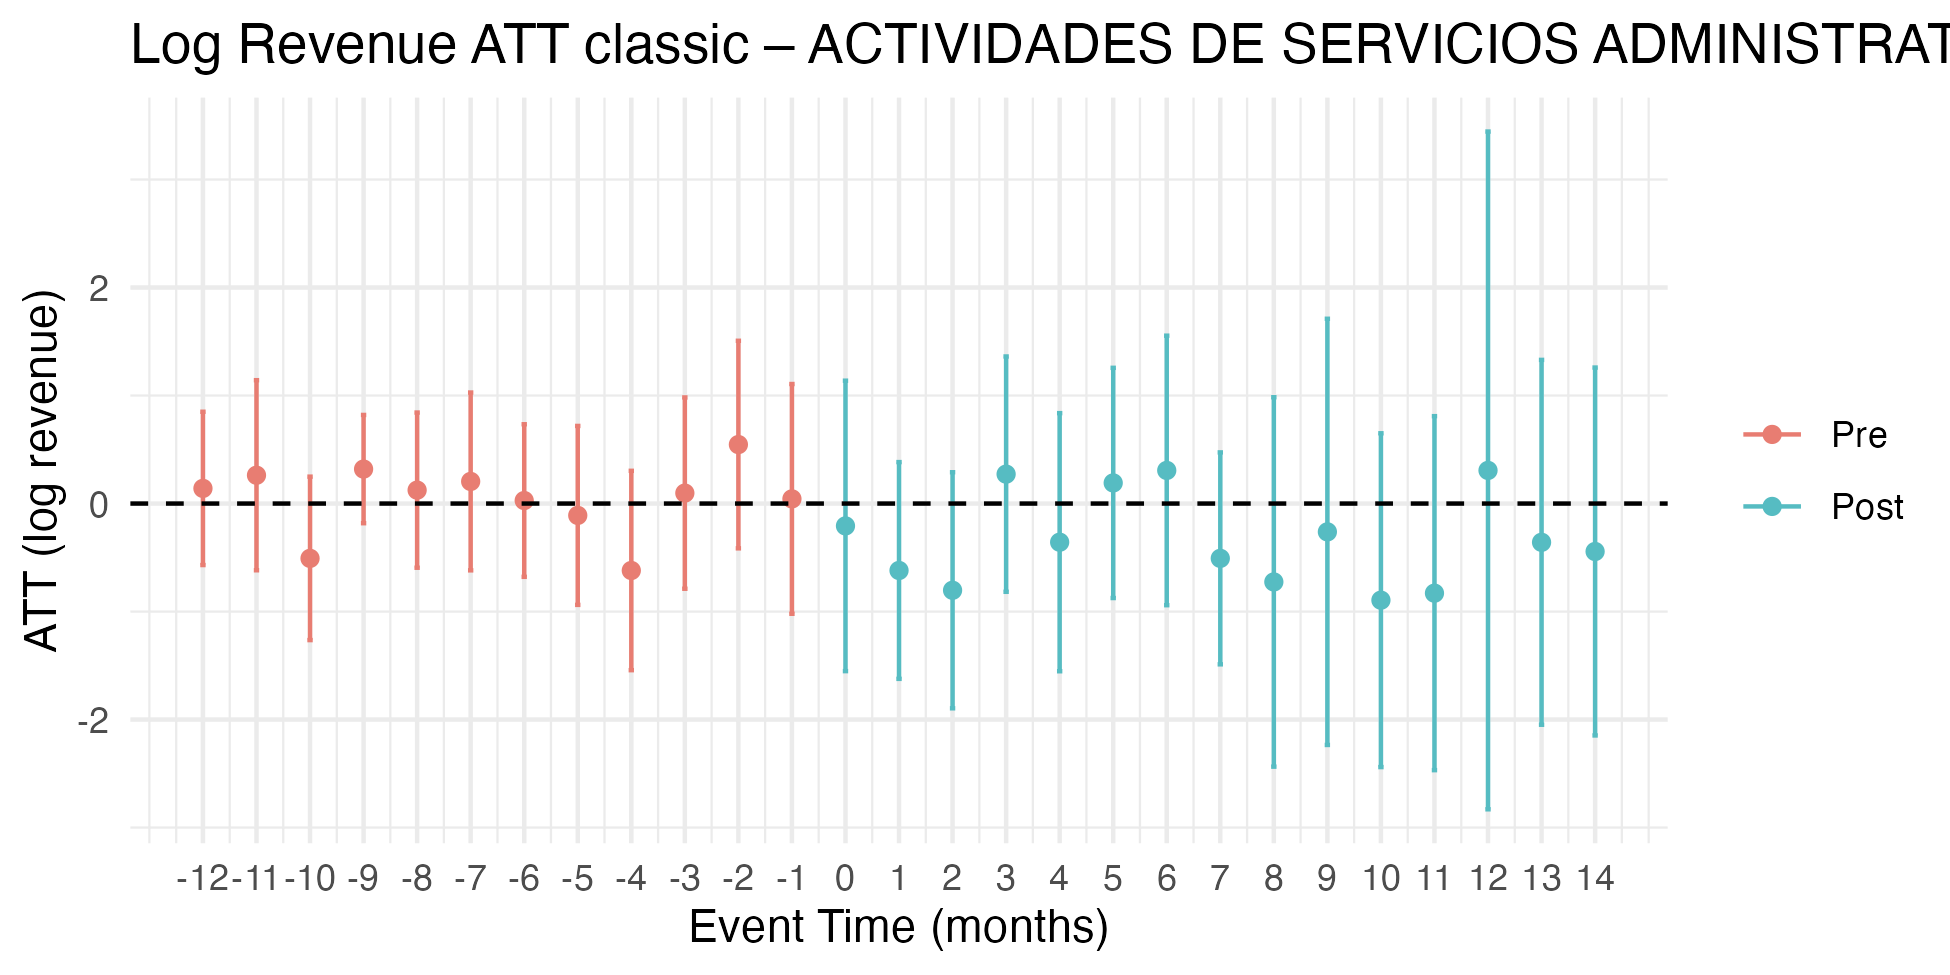 Log Revenue ATT classic – ACTIVIDADES DE SERVICIOS ADMINISTRAT
ATT (log revenue)
2
0
-2
Pre
Post
-12 -11 -10 -9 -8 -7 -6 -5 -4 -3 -2 -1 0 1 2 3 4 5 6 7 8 9 10 11 12 13 14
Event Time (months)